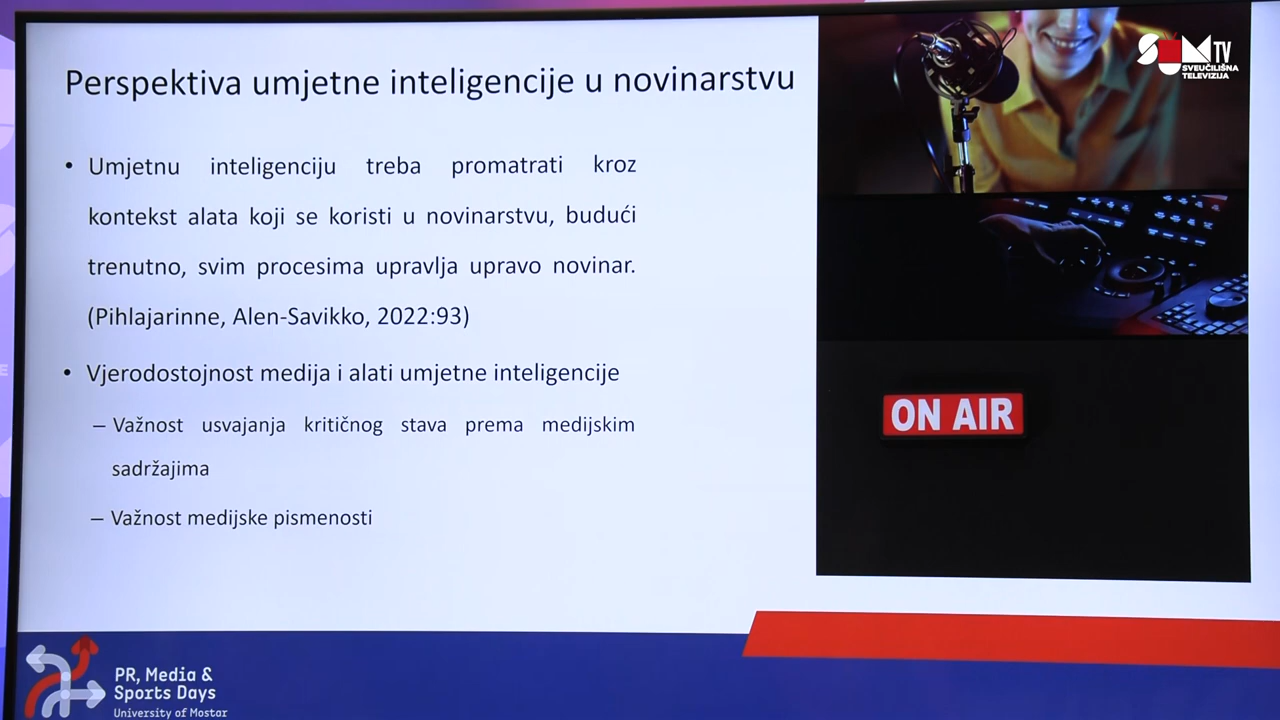 Perspektiva umjetne inteligencije u novinarstvu
• Umjetnu inteligenciju treba promatrati kroz
kontekst alata koji se koristi u novinarstvu, budući
trenutno, svim procesima upravlja upravo novinar.
(Pihlajarinne, Alen-Savikko, 2022:93)
• Vjerodostojnost medija i alati umjetne inteligencije
– Važnost usvajanja kritičnog stava prema medijskim
sadržajima
– Važnost medijske pismenosti
SUM TV
SVEUČILIŠNA
TELEVIZIJA
ON AIR
PR, Media &
Sports Days
University of Mostar